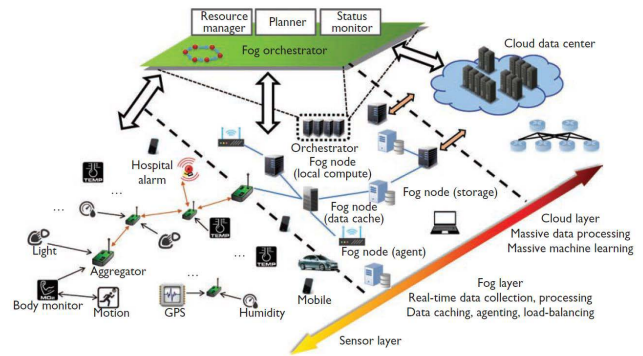 Resource
manager
Planner
Status
monitor
Fog orchestrator
Cloud data center
Orchestrator
Fog node
(local compute)
Hospital
alarm
TEMP
...
...
Fog node (storage)
Fog node
(data cache)
TEMP
Light
Aggregator
TEMP
Fog node (agent)
...
Cloud layer
Massive data processing
Massive machine learning
Body monitor
Motion
GPS
Humidity
Mobile
Fog layer
Real-time data collection, processing
Data caching, agenting, load-balancing
Sensor layer